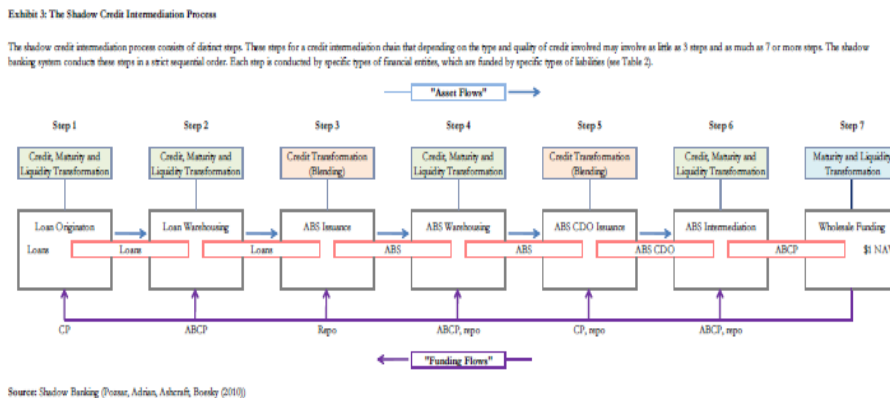 Exhibit 3: The Shadow Credit Intermediation Process
The shadow credit intermediation process consists of distinct steps. These steps for a credit intermediation chain that depending on the type and quality of credit involved may involve as little as 3 steps and as much as 7 or more steps. The shadow
banking system conducts these steps in a strict sequential order. Each step is conducted by specific types of financial entities, which are funded by specific types of liabilities (see Table 2).
"Asset Flows"
Step 1 Step 2 Step 3 Step 4 Step 5 Step 6 Step 7
Credit, Maturity and Credit, Maturity and Credit Transformation Credit, Maturity and Credit Transformation Credit, Maturity and Maturity and Liquidity
Liquidity Transformation Liquidity Transformation (Blending) Liquidity Transformation (Blending) Liquidity Transformation Transformation
Loan Originaton Loan Warehousing ABS Issuance ABS Warehousing ABS CDO Issuance ABS Intermediation Wholesale Funding
Loans Loans Loans ABS ABS ABS CDO ABCP $1 NAV
CP ABCP Repo ABCP, repo CP, repo ABCP, repo
"Funding Flows"
Source: Shadow Banking (Pozsar, Adrian, Ashcraft, Boesky (2010))